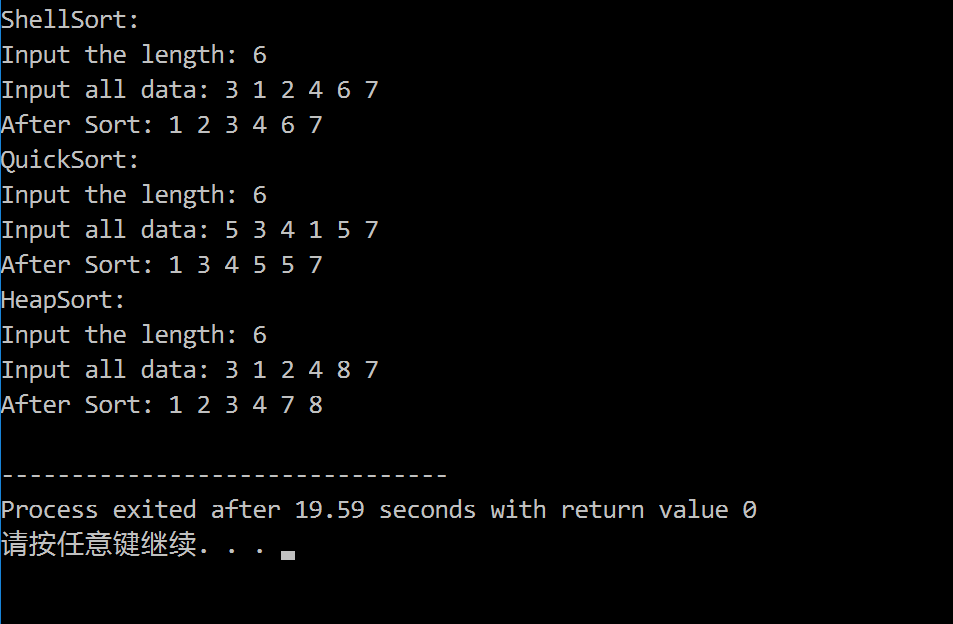 ShellSort:
Input the length: 6
Input all data: 3 1 2 4 6 7
After Sort: 1 2 3 4 6 7
QuickSort:
Input the length: 6
Input all data: 5 3 4 1 5 7
After Sort: 1 3 4 5 5 7
HeapSort:
Input the length: 6
Input all data: 3 1 2 4 8 7
After Sort: 1 2 3 4 7 8
--------------------------------
Process exited after 19.59 seconds with return value 0
请按任意键继续. . .